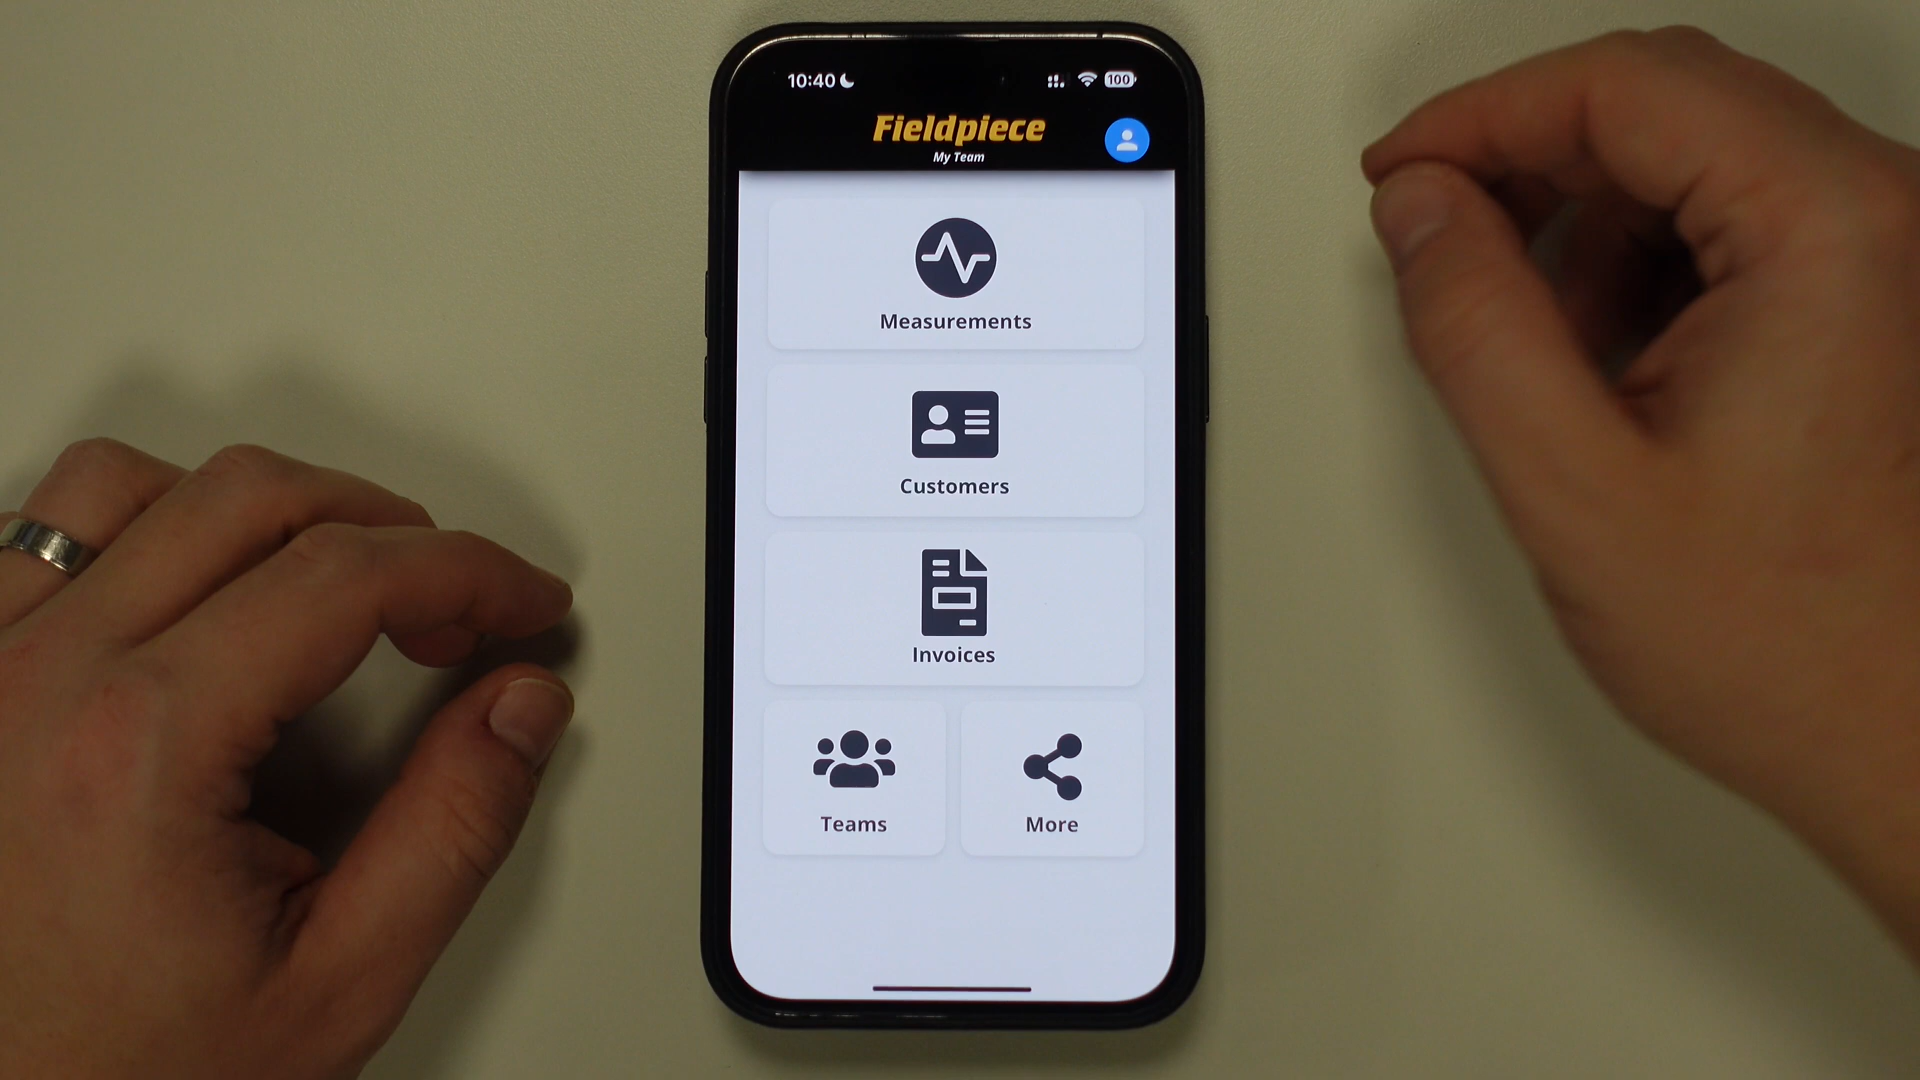 10:40
100
Fieldpiece
My Team
Measurements
Customers
Invoices
Teams
More